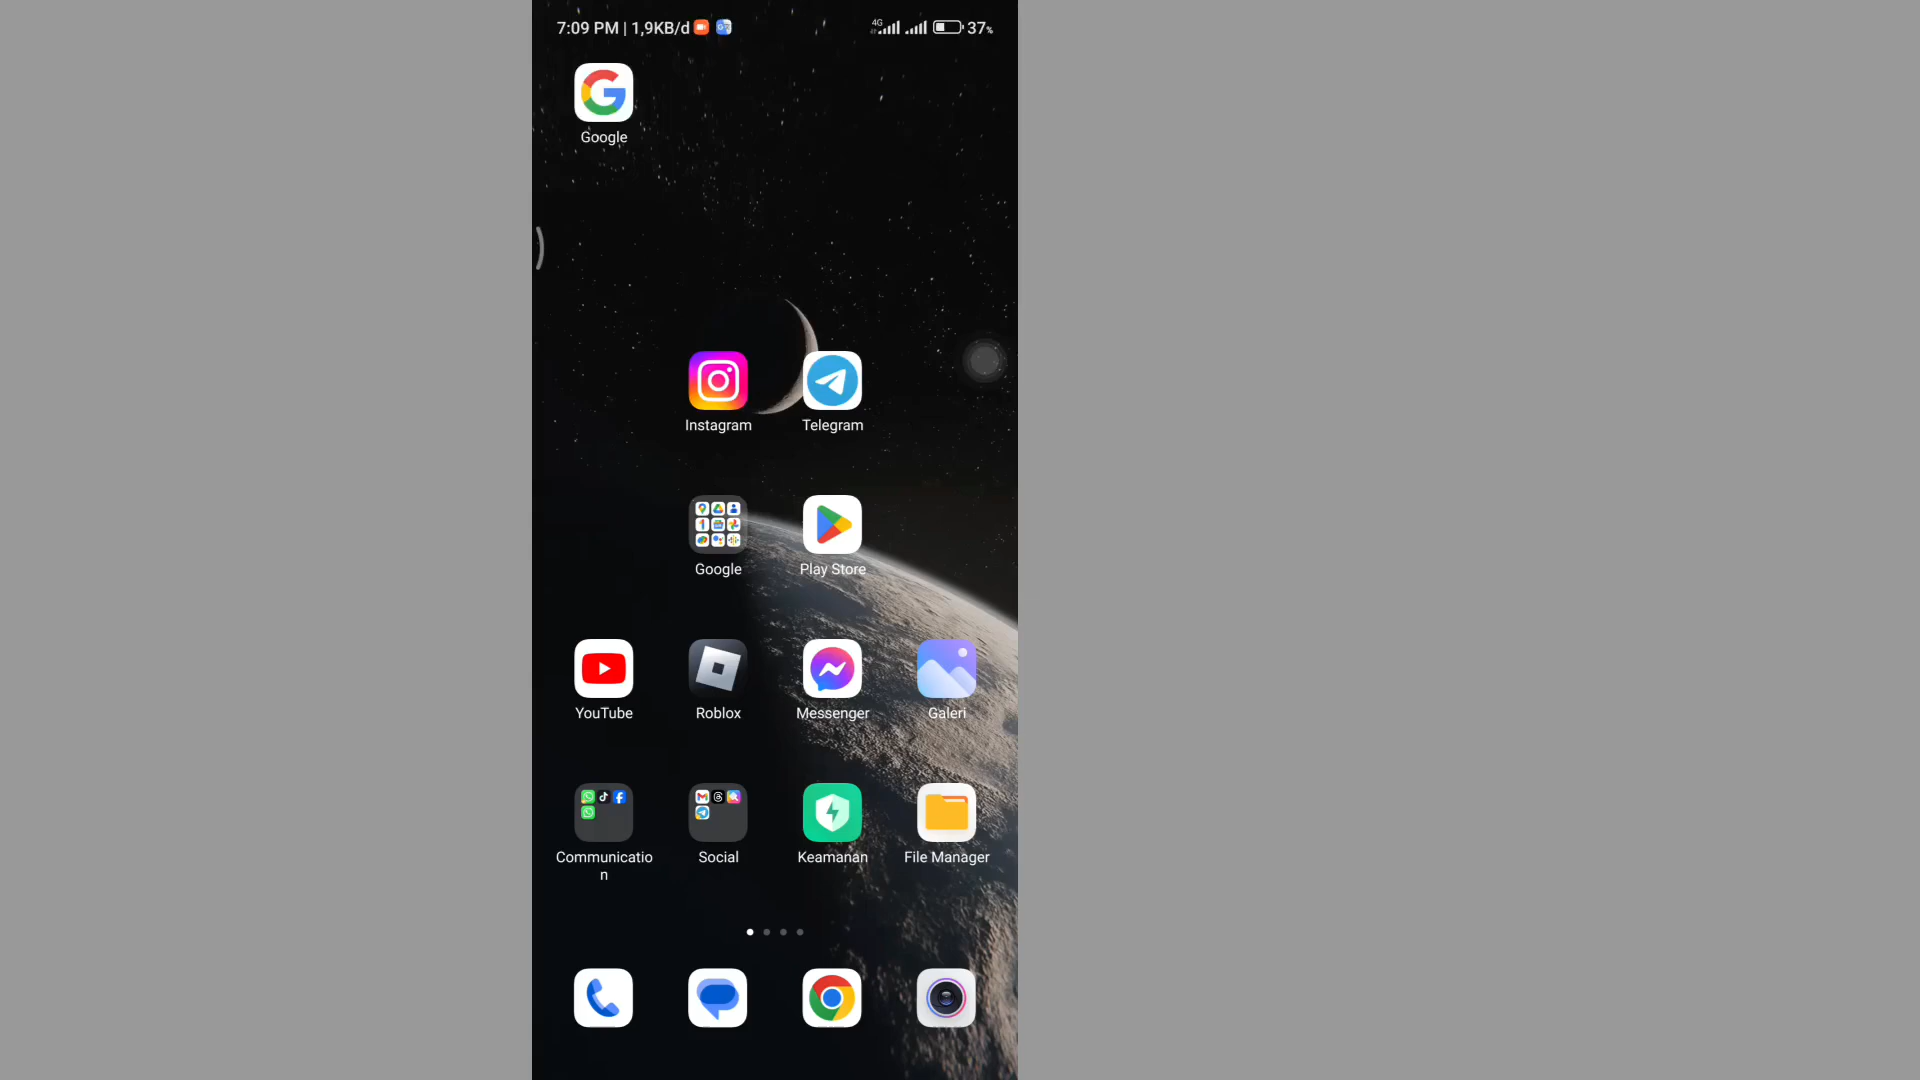 7:09 PM | 1,9KB/d
4G
37%
Google
Instagram
Telegram
Google
Play Store
YouTube
Roblox
Messenger
Galeri
Communicatio
n
Social
Keamanan
File Manager